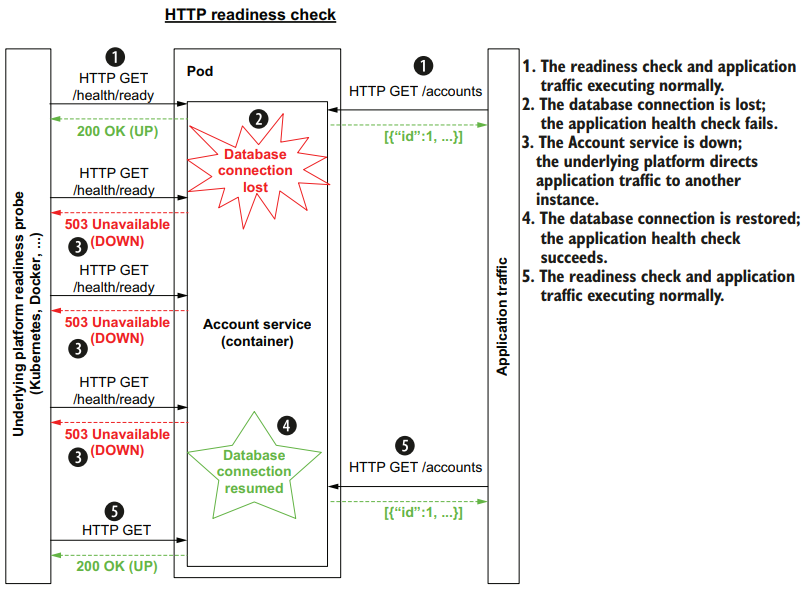 HTTP readiness check
1
HTTP GET
/health/ready
200 OK (UP)
HTTP GET
/health/ready
503 Unavailable
3 (DOWN)
HTTP GET
/health/ready
503 Unavailable
3 (DOWN)
HTTP GET
/health/ready
503 Unavailable
3 (DOWN)
5
HTTP GET
200 OK (UP)
Underlying platform readiness probe
(Kubernetes, Docker, ...)
Pod
2
Database
connection
lost
Account service
(container)
4
Database
connection
resumed
1
HTTP GET /accounts
[{“id”:1, ...}]
5
HTTP GET /accounts
[{“id”:1, ...}]
Application traffic
1. The readiness check and application
traffic executing normally.
2. The database connection is lost;
the application health check fails.
3. The Account service is down;
the underlying platform directs
application traffic to another
instance.
4. The database connection is restored;
the application health check
succeeds.
5. The readiness check and application
traffic executing normally.